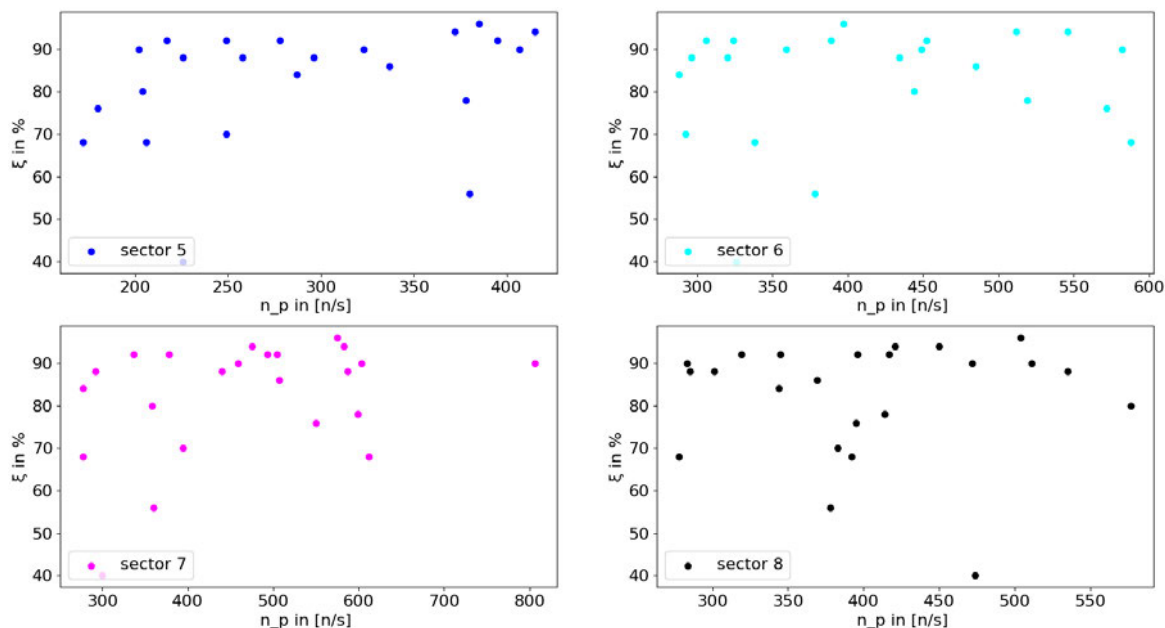 90
80
70
60
50
40
ξ in %
sector 5
200 250 300 350 400
n_p in [n/s]
90
80
70
60
50
40
ξ in %
sector 6
300 350 400 450 500 550 600
n_p in [n/s]
90
80
70
60
50
40
ξ in %
sector 7
300 400 500 600 700 800
n_p in [n/s]
90
80
70
60
50
40
ξ in %
sector 8
300 350 400 450 500 550
n_p in [n/s]